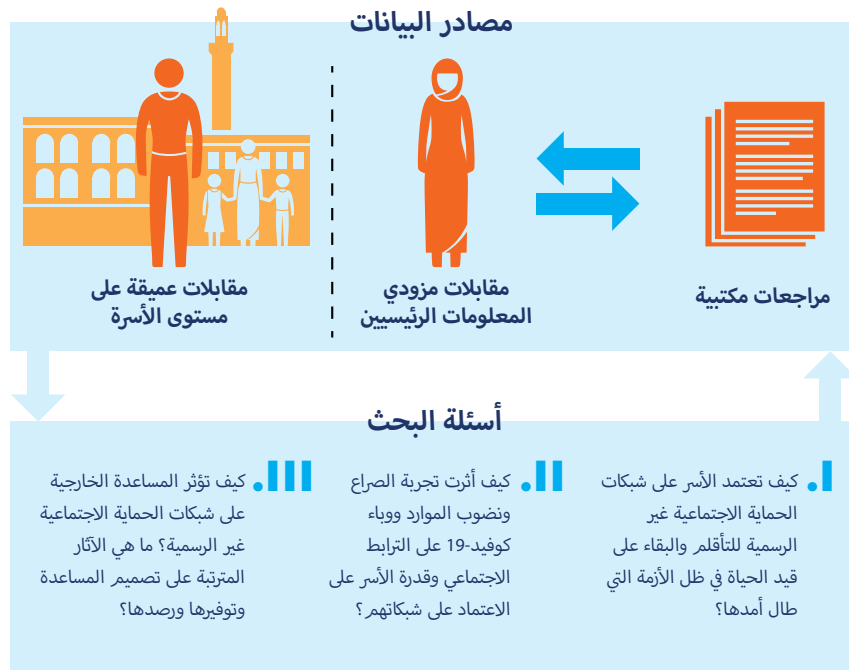 مصادر البيانات
مراجعات مكتبية
مقابلات مزودي
المعلومات الرئيسيين
مقابلات عميقة على
مستوى الأسرة
أسئلة البحث
I.
كيف تعتمد الأسر على شبكات
الحماية الاجتماعية غير
الرسمية للتأقلم والبقاء على
قيد الحياة في ظل الأزمة التي
طال أمدها؟
II.
كيف أثرت تجربة الصراع
ونضوب الموارد ووباء
كوفيد-19 على الترابط
الاجتماعي وقدرة الأسر على
الاعتماد على شبكاتهم؟
III.
كيف تؤثر المساعدة الخارجية
على شبكات الحماية الاجتماعية
غير الرسمية؟ ما هي الآثار
المترتبة على تصميم المساعدة
وتوفيرها ورصدها؟